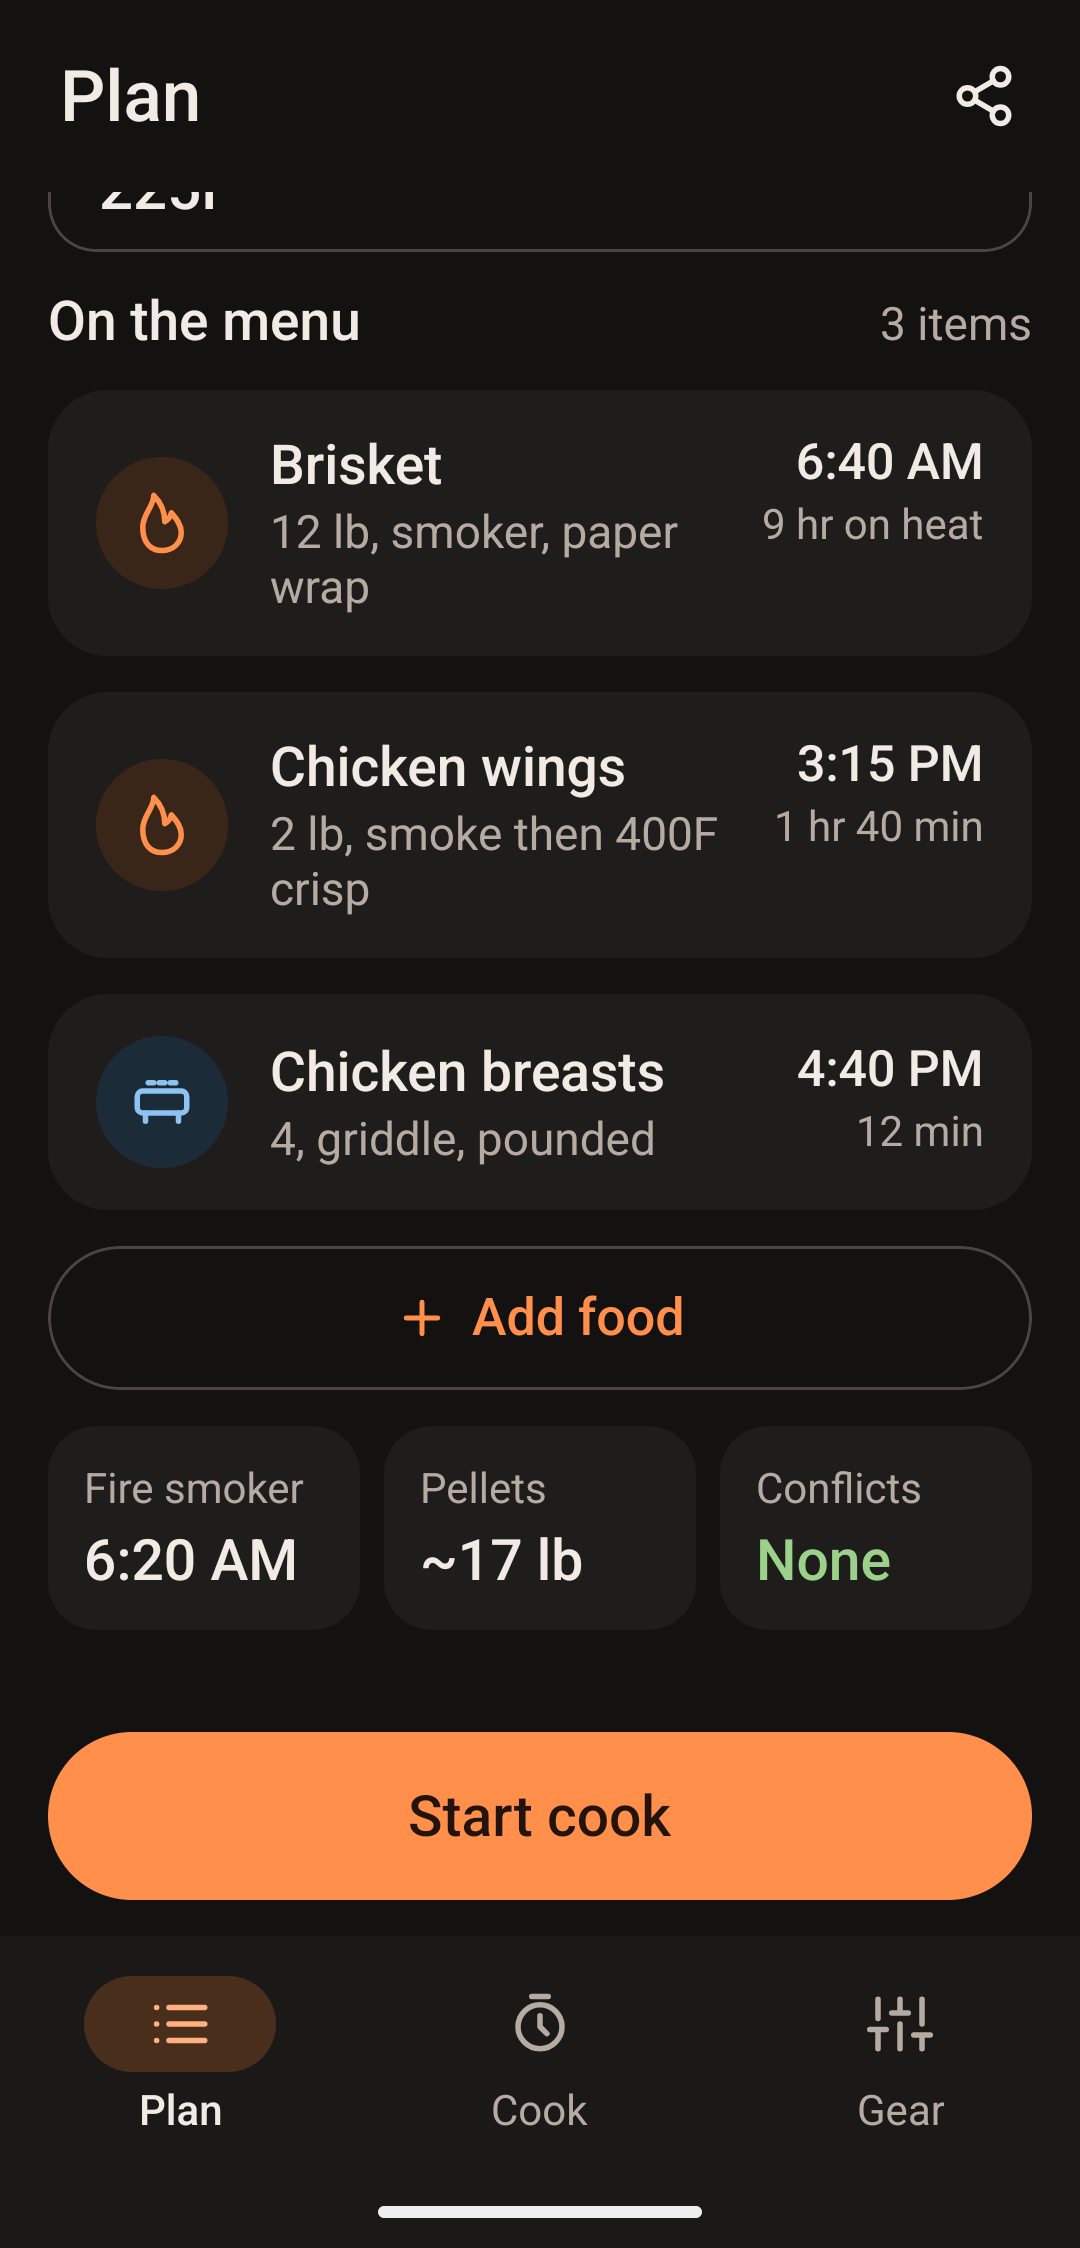 Plan
On the menu
3 items
Brisket
6:40 AM
12 lb, smoker, paper
wrap
9 hr on heat
Chicken wings
3:15 PM
2 lb, smoke then 400F
crisp
1 hr 40 min
Chicken breasts
4:40 PM
4, griddle, pounded
12 min
+ Add food
Fire smoker
6:20 AM
Pellets
~17 lb
Conflicts
None
Start cook
Plan
Cook
Gear